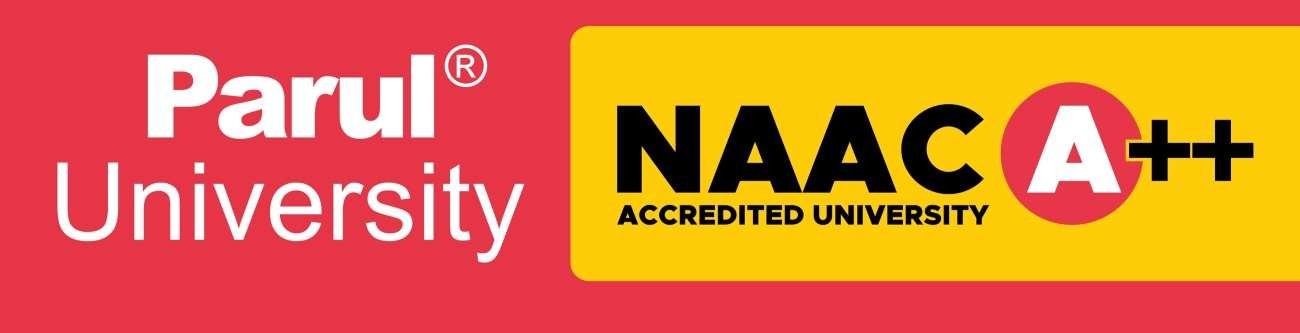 Parul®
University
NAAC A++
ACCREDITED UNIVERSITY